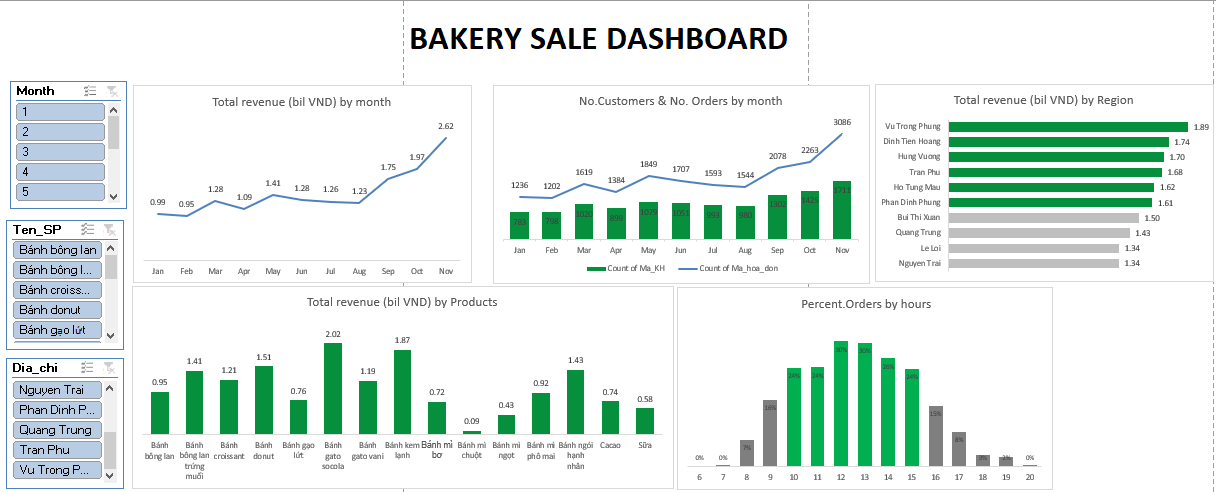 BAKERY SALE DASHBOARD
Month
1
2
3
4
5
Ten_SP
Bánh bông lan
Bánh bông l...
Bánh croiss...
Bánh donut
Bánh gạo lứt
Dia_chi
Nguyen Trai
Phan Dinh P...
Quang Trung
Tran Phu
Vu Trong P...
Total revenue (bil VND) by month
0.99 0.95 1.28 1.09 1.41 1.28 1.26 1.23 1.75 1.97 2.62
Jan Feb Mar Apr May Jun Jul Aug Sep Oct Nov
No.Customers & No. Orders by month
1236 1202 1619 1384 1849 1707 1593 1544 2078 2263 3086
783 758 1020 899 1079 1051 993 980 1302 1425 1711
Jan Feb Mar Apr May Jun Jul Aug Sep Oct Nov
Count of Ma_KH Count of Ma_hoa_don
Total revenue (bil VND) by Region
Vu Trong Phung 1.89
Dinh Tien Hoang 1.74
Hung Vuong 1.70
Tran Phu 1.68
Ho Tung Mau 1.62
Phan Dinh Phung 1.61
Bui Thi Xuan 1.50
Quang Trung 1.43
Le Loi 1.34
Nguyen Trai 1.34
Total revenue (bil VND) by Products
0.95 1.41 1.21 1.51 0.76 2.02 1.19 1.87 0.72 0.09 0.43 0.92 1.43 0.74 0.58
Bánh bông lan
Bánh bông lan trứng muối
Bánh croissant
Bánh donut
Bánh gạo lứt
Bánh gato socola
Bánh gato vani
Bánh kem lạnh
Bánh mì bơ
Bánh mì chuột
Bánh mì ngọt
Bánh mì phô mai
Bánh ngói hạnh nhân
Cacao
Sữa
Percent.Orders by hours
0% 0% 7% 16% 24% 24% 30% 30% 26% 24% 15% 8% 2% 0%
6 7 8 9 10 11 12 13 14 15 16 17 18 19 20